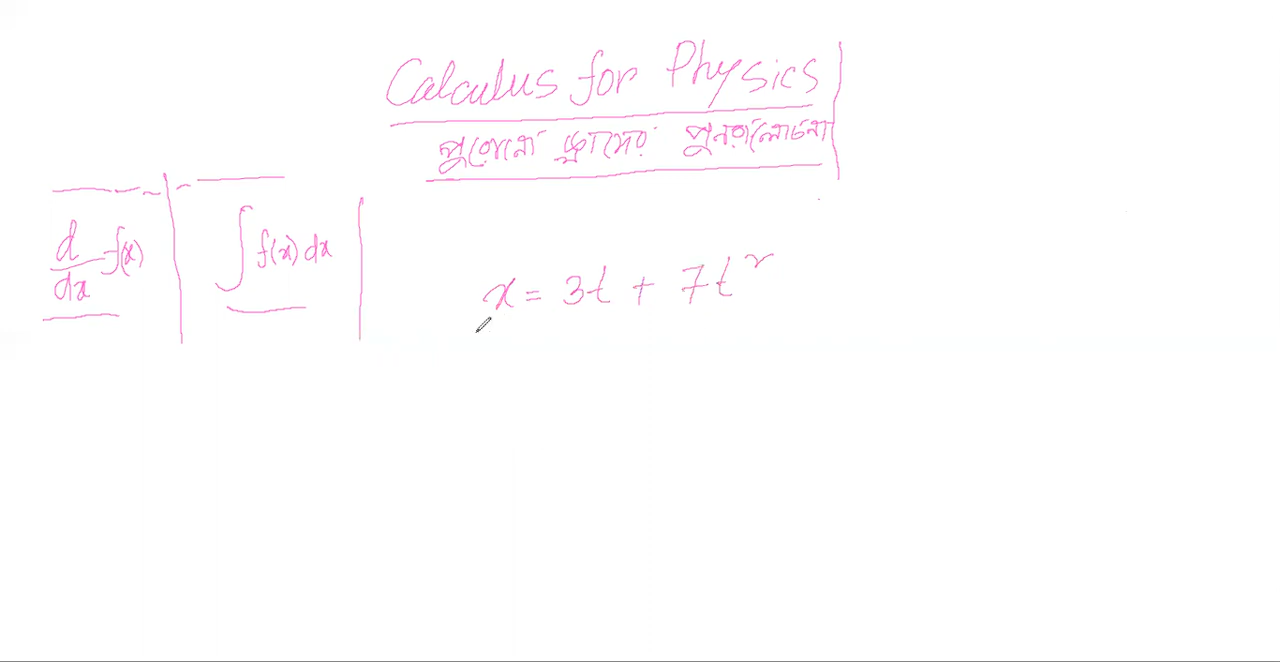 Calculus for Physics
পুরোনো ক্লাসের পুনরালোচনা
d/dx f(x)
∫ f(x) dx
x = 3t + 7t²